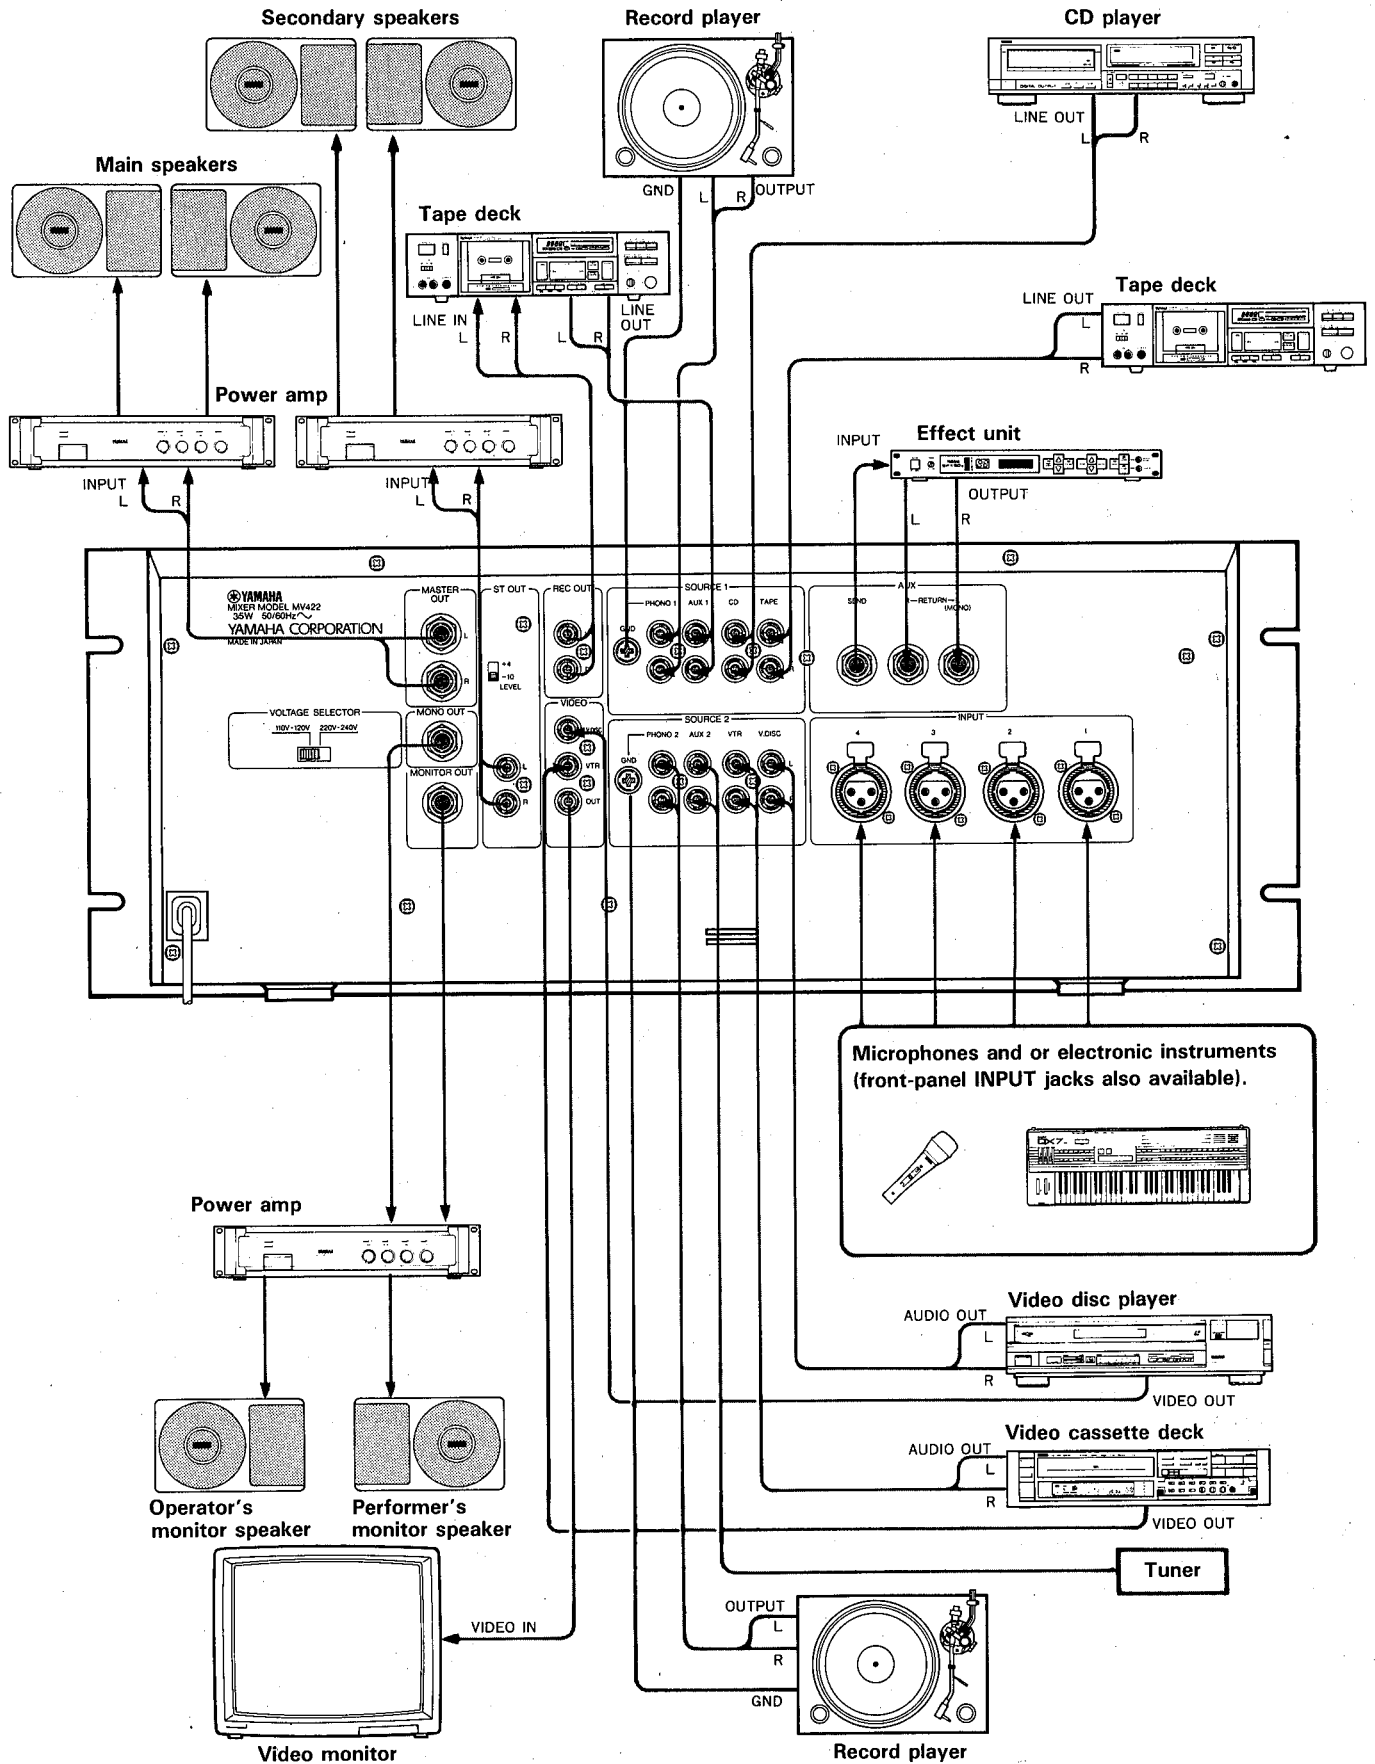 Secondary speakers
Record player
CD player
LINE OUT
L
R
Main speakers
GND
L
R
OUTPUT
Tape deck
LINE IN
L
R
L
R
LINE
OUT
Tape deck
LINE OUT
L
R
Power amp
INPUT
L
R
INPUT
L
R
Effect unit
INPUT
OUTPUT
L
R
YAMAHA
MIXER MODEL MV422
35W 50/60Hz
YAMAHA CORPORATION
MADE IN JAPAN
MASTER
OUT
L
R
ST OUT
+4
-10
LEVEL
L
R
REC OUT
SOURCE 1
GND
PHONO 1
AUX 1
CD
TAPE
R
AUX
SEND
RETURN
(MONO)
VOLTAGE SELECTOR
110V-120V
220V-240V
MONO OUT
MONITOR OUT
VIDEO
VTR
OUT
SOURCE 2
GND
PHONO 2
AUX 2
VTR
V.DISC
L
INPUT
4
3
2
1
Microphones and or electronic instruments
(front-panel INPUT jacks also available).
DX7
Power amp
Operator's
monitor speaker
Performer's
monitor speaker
Video disc player
AUDIO OUT
L
R
VIDEO OUT
Video cassette deck
AUDIO OUT
L
R
VIDEO OUT
Tuner
VIDEO IN
OUTPUT
L
R
GND
Video monitor
Record player